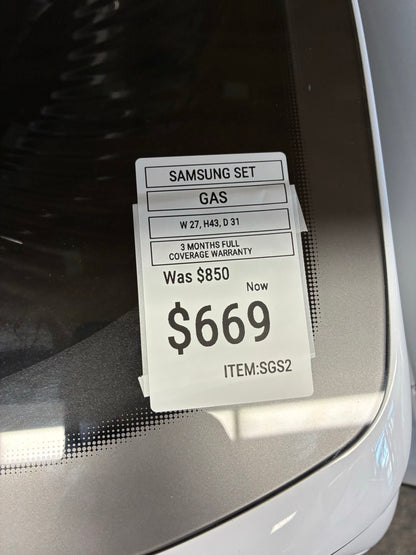 SAMSUNG SET
GAS
W 27, H43, D 31
3 MONTHS FULL
COVERAGE WARRANTY
Was $850
Now
$669
ITEM:SGS2